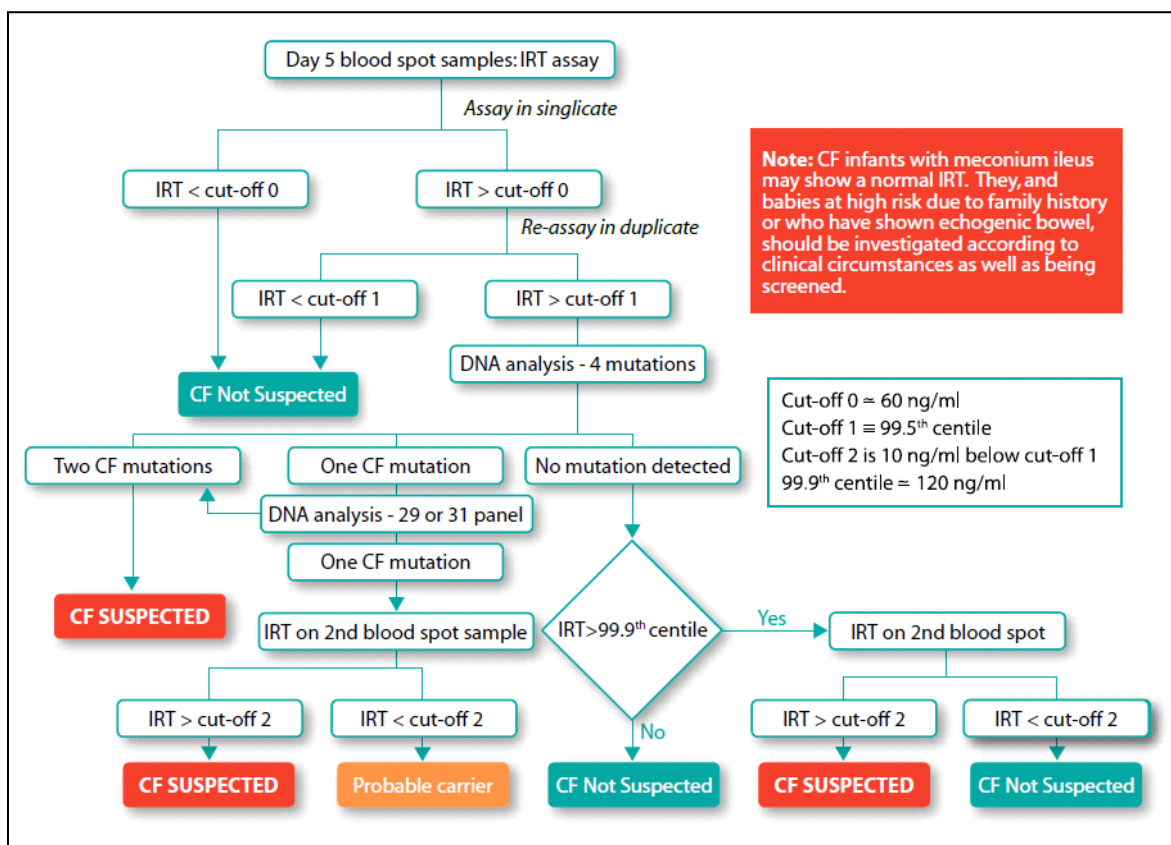 Day 5 blood spot samples: IRT assay
Assay in singlicate
IRT < cut-off 0
IRT > cut-off 0
Re-assay in duplicate
IRT < cut-off 1
IRT > cut-off 1
DNA analysis - 4 mutations
CF Not Suspected
Note: CF infants with meconium ileus
may show a normal IRT. They, and
babies at high risk due to family history
or who have shown echogenic bowel,
should be investigated according to
clinical circumstances as well as being
screened.
Cut-off 0 ≃ 60 ng/ml
Cut-off 1 ≡ 99.5th centile
Cut-off 2 is 10 ng/ml below cut-off 1
99.9th centile ≃ 120 ng/ml
Two CF mutations
One CF mutation
No mutation detected
DNA analysis - 29 or 31 panel
One CF mutation
CF SUSPECTED
IRT on 2nd blood spot sample
IRT>99.9th centile
Yes
IRT on 2nd blood spot
IRT > cut-off 2
IRT < cut-off 2
No
IRT > cut-off 2
IRT < cut-off 2
CF SUSPECTED
Probable carrier
CF Not Suspected
CF SUSPECTED
CF Not Suspected